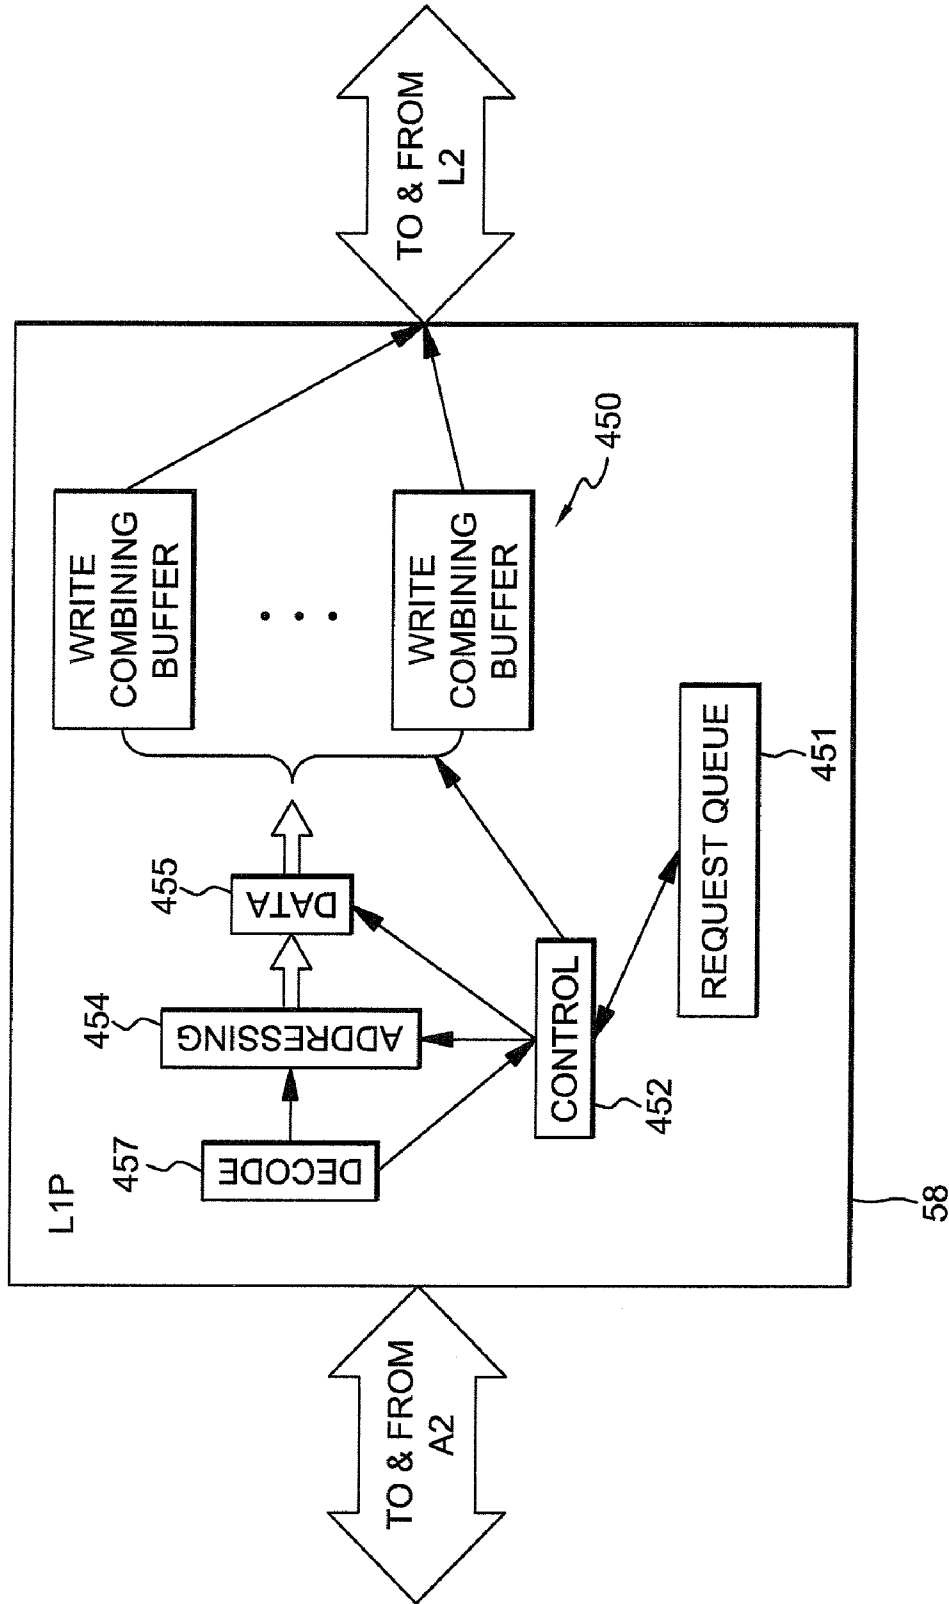 L1P
TO & FROM
A2
457
DECODE
454
ADDRESSING
455
DATA
WRITE
COMBINING
BUFFER
WRITE
COMBINING
BUFFER
450
CONTROL
452
REQUEST QUEUE
451
58
TO & FROM
L2